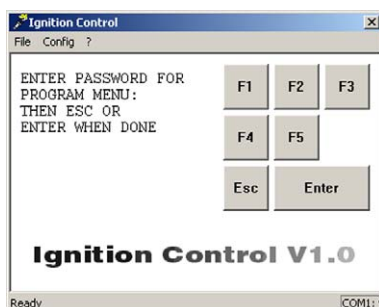 Ignition Control
File Config ?
ENTER PASSWORD FOR
PROGRAM MENU:
THEN ESC OR
ENTER WHEN DONE
F1 F2 F3
F4 F5
Esc Enter
Ignition Control V1.0
Ready COM1: